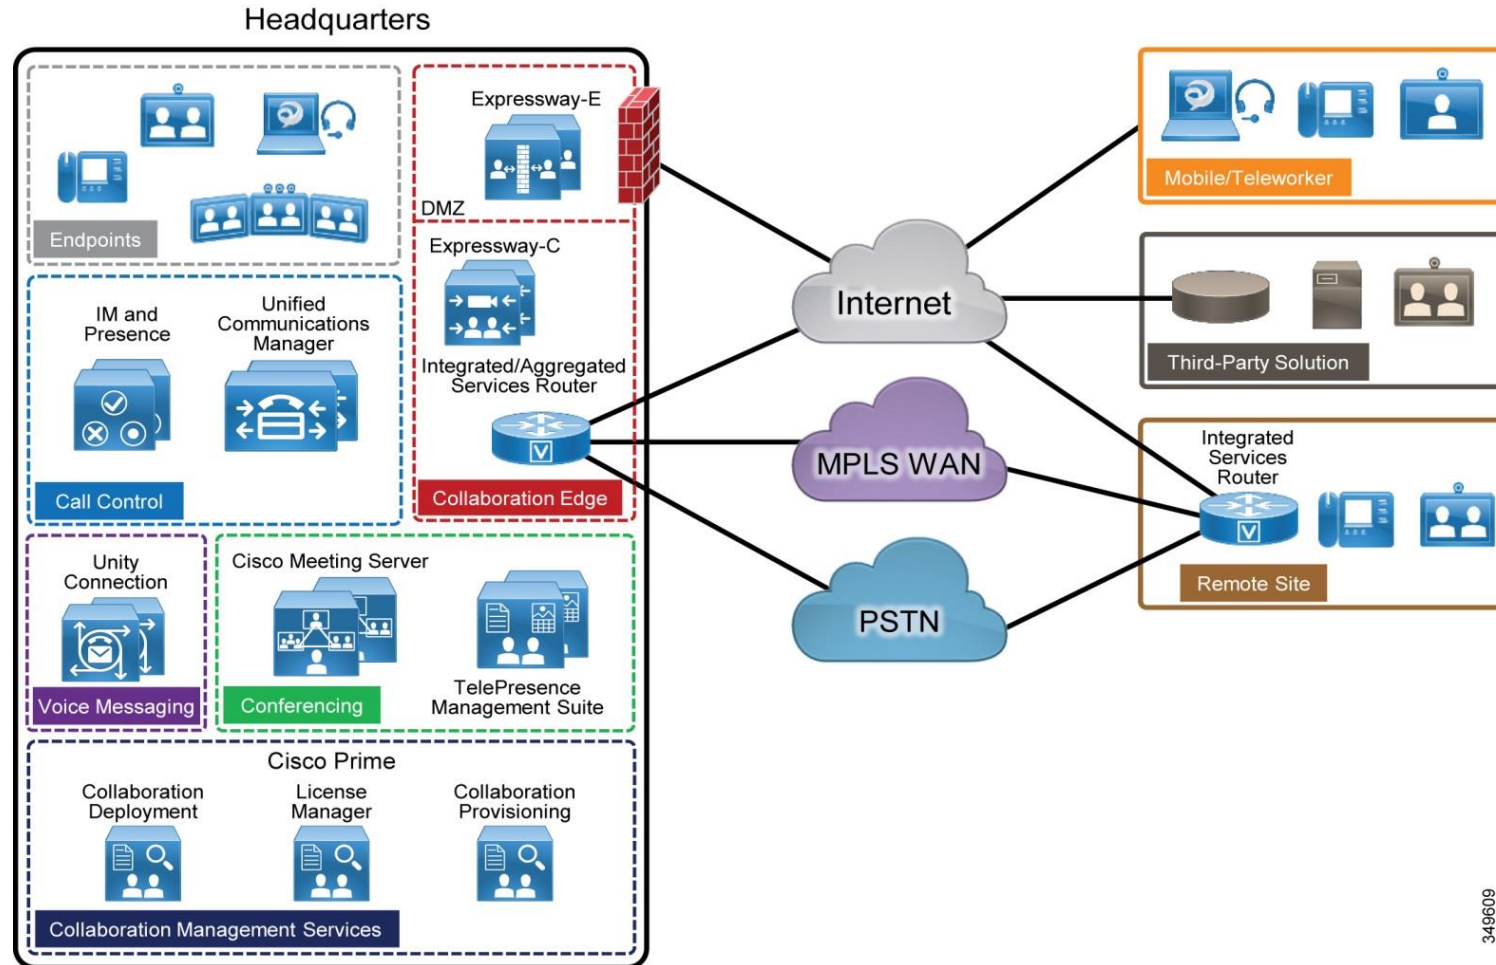 Headquarters
Expressway-E
DMZ
Endpoints
Expressway-C
IM and
Presence
Unified
Communications
Manager
Integrated/Aggregated
Services Router
V
Call Control
Collaboration Edge
Unity
Connection
Voice Messaging
Cisco Meeting Server
TelePresence
Management Suite
Conferencing
Cisco Prime
Collaboration
Deployment
License
Manager
Collaboration
Provisioning
Collaboration Management Services
Internet
MPLS WAN
PSTN
Mobile/Teleworker
Third-Party Solution
Integrated
Services
Router
V
Remote Site
349609